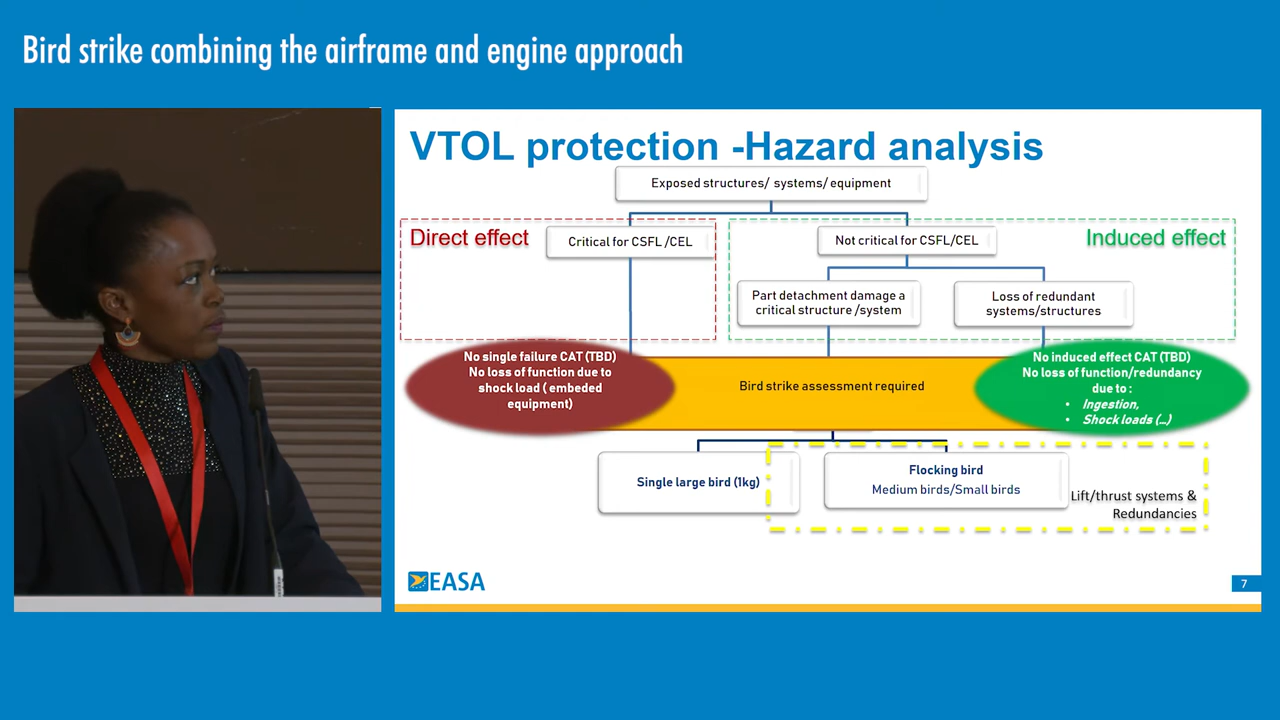 Bird strike combining the airframe and engine approach
VTOL protection -Hazard analysis
Exposed structures/ systems/ equipment
Direct effect
Critical for CSFL /CEL
Not critical for CSFL/CEL
Induced effect
Part detachment damage a
critical structure /system
Loss of redundant
systems/structures
No single failure CAT (TBD)
No loss of function due to
shock load ( embeded
equipment)
Bird strike assessment required
No induced effect CAT (TBD)
No loss of function/redundancy
due to :
• Ingestion,
• Shock loads (...)
Single large bird (1kg)
Flocking bird
Medium birds/Small birds
Lift/thrust systems &
Redundancies
EASA
7